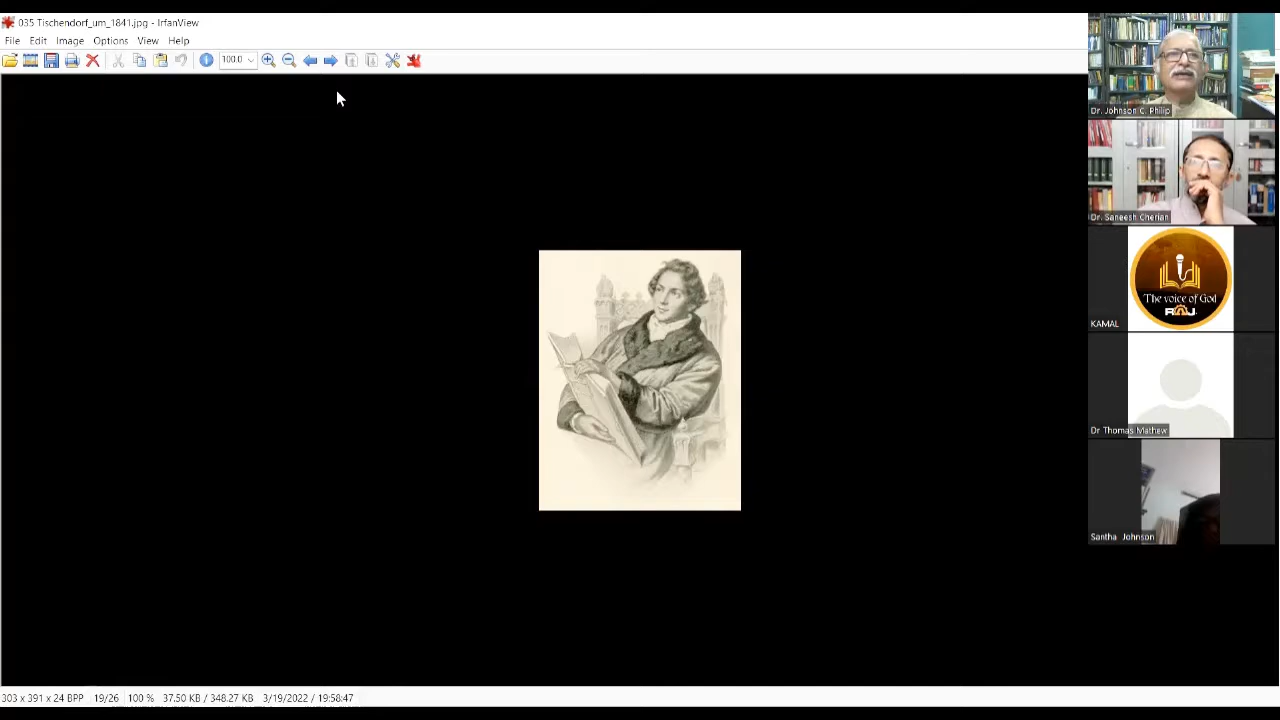 035 Tischendorf_um_1841.jpg - IrfanView
File Edit Image Options View Help
100.0
Dr. Johnson C. Philip
Dr. Saneesh Cherian
The voice of God
RAJ
KAMAL
Dr Thomas Mathew
Santha Johnson
303 x 391 x 24 BPP 19/26 100 % 37.50 KB / 348.27 KB 3/19/2022 / 19:58:47